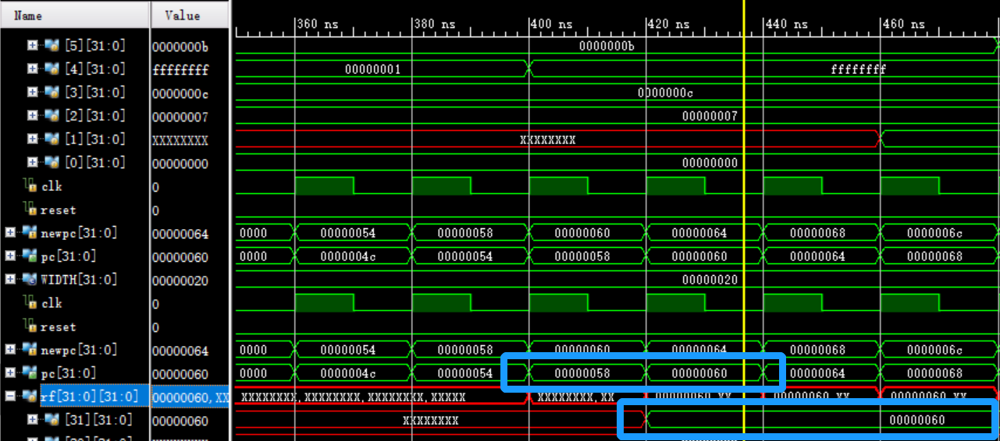 Name Value 360 ns 380 ns 400 ns 420 ns 440 ns 460 ns
[5][31:0] 0000000b 0000000b
[4][31:0] ffffffff 00000001 ffffffff
[3][31:0] 0000000c 0000000c
[2][31:0] 00000007 00000007
[1][31:0] XXXXXXXX XXXXXXXX
[0][31:0] 00000000 00000000
clk 0
reset 0
newpc[31:0] 00000064 0000 00000054 00000058 00000060 00000064 00000068 0000006c
pc[31:0] 00000060 0000 0000004c 00000054 00000058 00000060 00000064 00000068
WIDTH[31:0] 00000020 00000020
clk 0
reset 0
newpc[31:0] 00000064 0000 00000054 00000058 00000060 00000064 00000068 0000006c
pc[31:0] 00000060 0000 0000004c 00000054 00000058 00000060 00000064 00000068
rf[31:0][31:0] 00000060,XX XXXXXXXX,XXXXXXXX,XXXXXXXX,XXXXX XXXXXXXX,XX 00000060,XX 00000060,XX 00000060,XX
[31][31:0] 00000060 XXXXXXXX 00000060